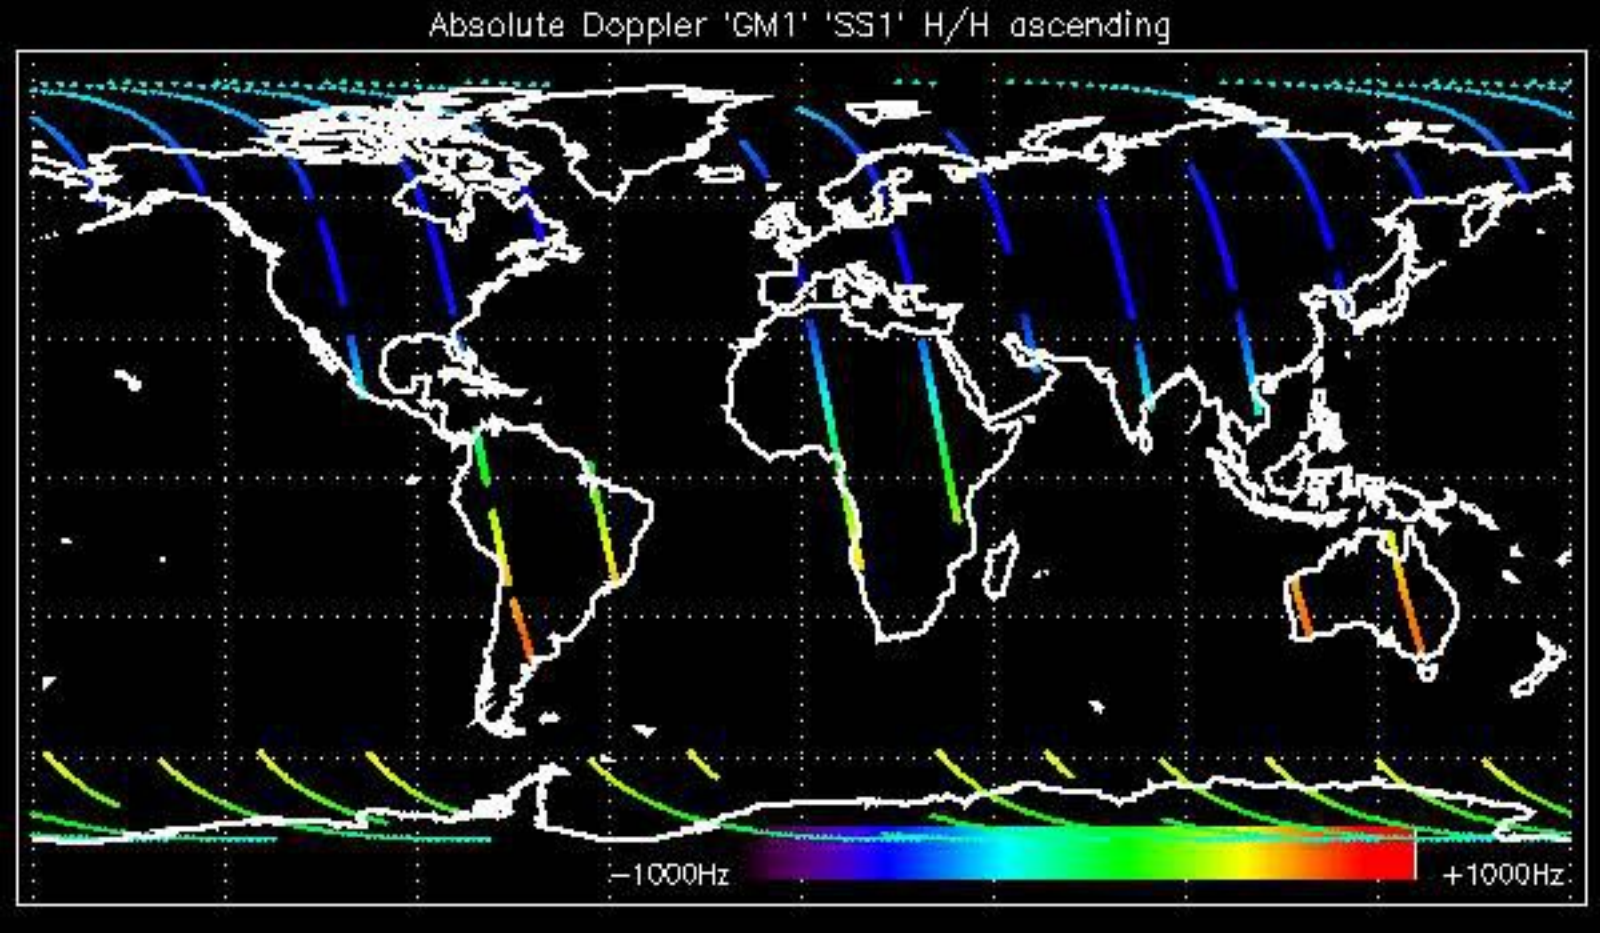 Absolute Doppler 'GM1' 'SS1' H/H ascending
-1000Hz +1000Hz